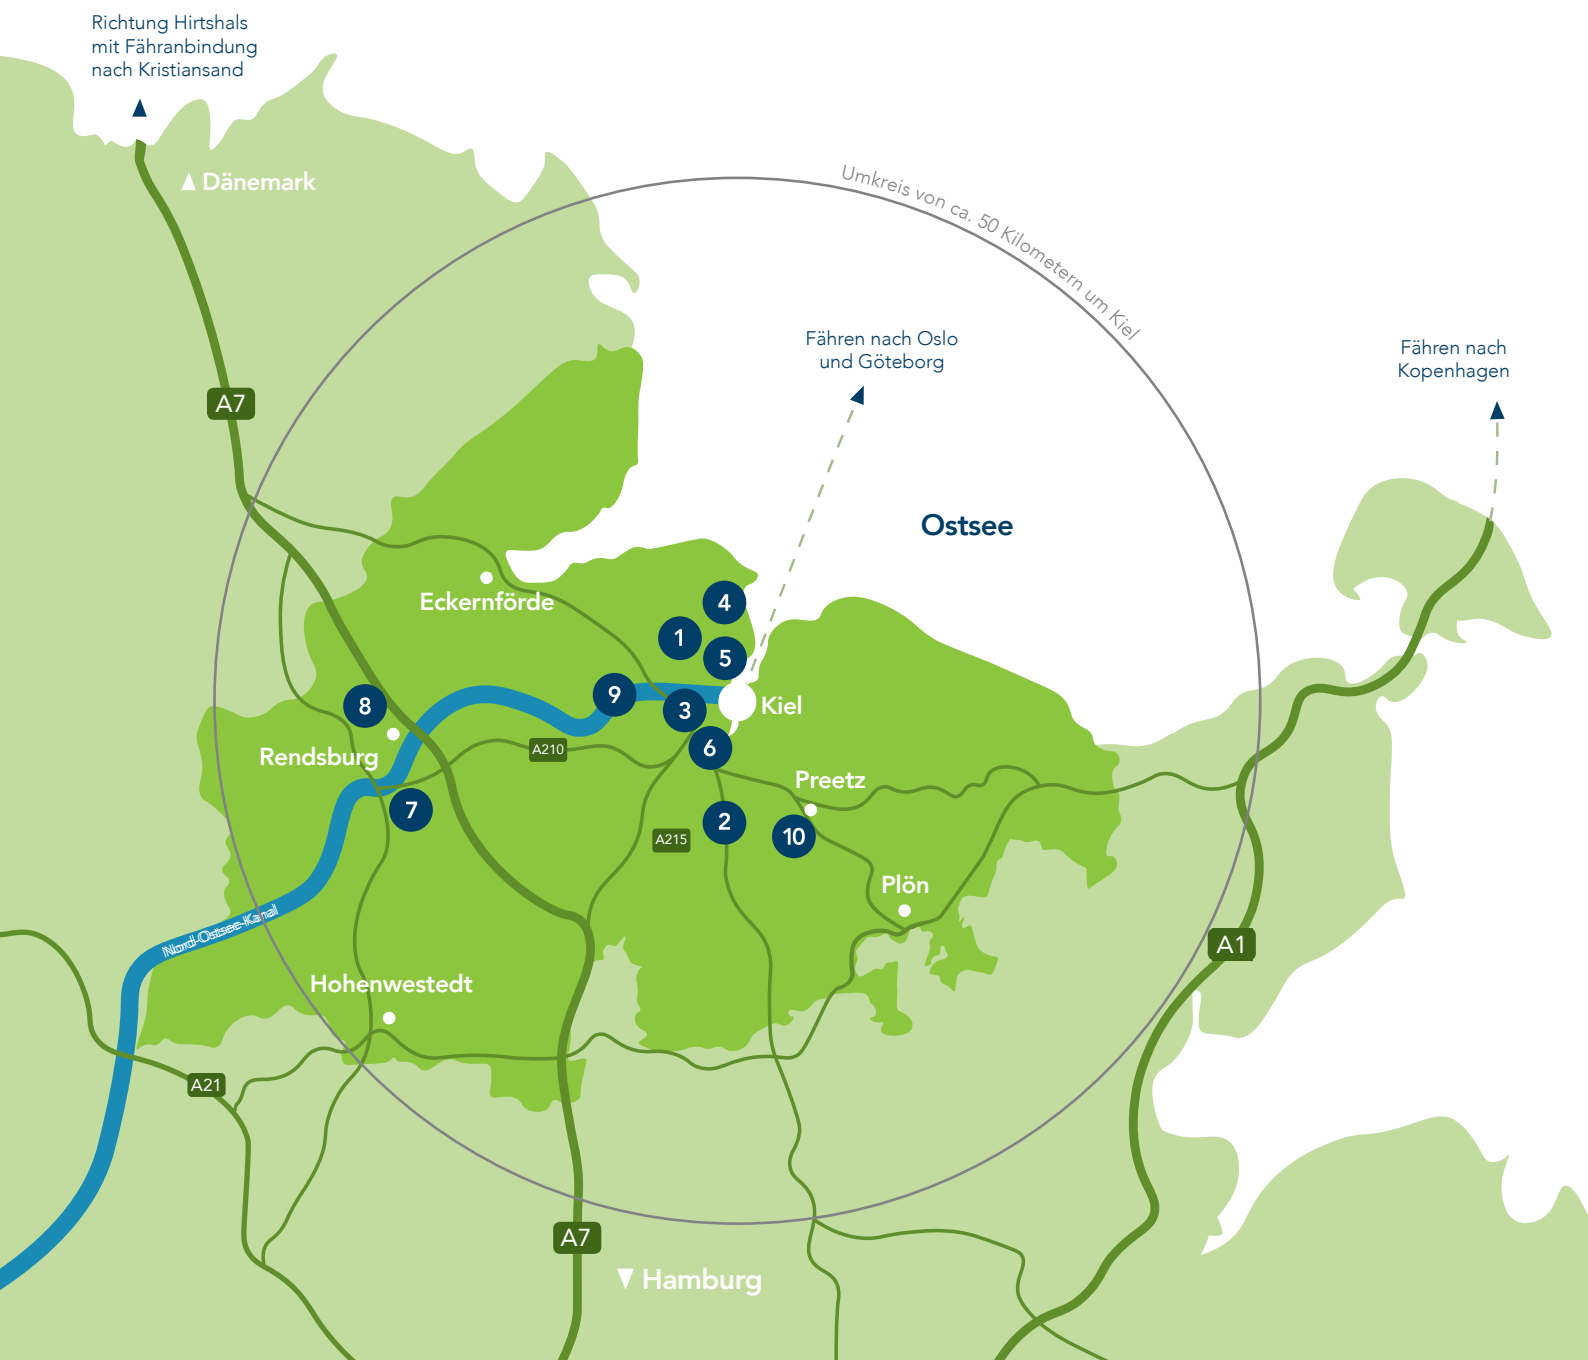 Richtung Hirtshals
mit Fähranbindung
nach Kristiansand
▲ Dänemark
Umkreis von ca. 50 Kilometern um Kiel
Fähren nach Oslo
und Göteborg
Fähren nach
Kopenhagen
A7
Ostsee
Eckernförde
4
1
5
9
8
3
Kiel
6
Rendsburg
A210
Preetz
7
2
10
A215
Plön
Nord-Ostsee-Kanal
A1
Hohenwestedt
A21
A7
▼ Hamburg